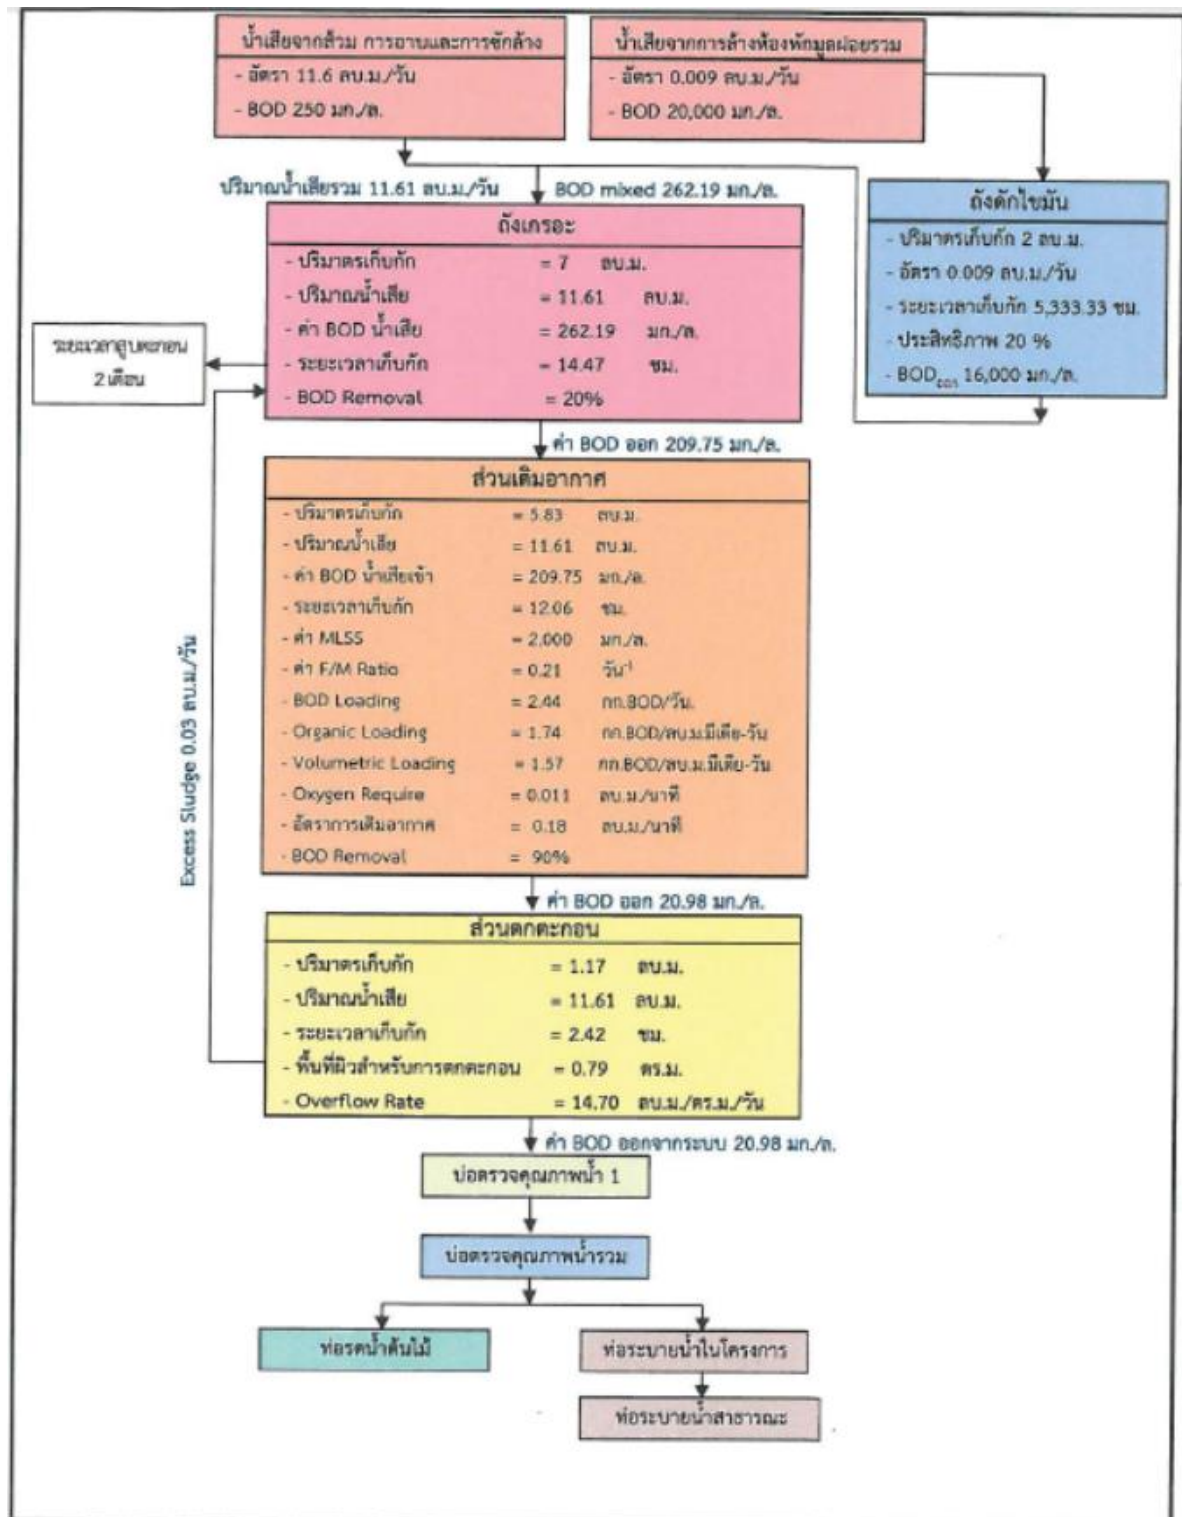 น้ำเสียจากส้วม การอาบและการซักล้าง
- อัตรา 11.6 ลบ.ม./วัน
- BOD 250 มก./ล.
น้ำเสียจากการล้างห้องพักมูลฝอยรวม
- อัตรา 0.009 ลบ.ม./วัน
- BOD 20,000 มก./ล.
ปริมาณน้ำเสียรวม 11.61 ลบ.ม./วัน
BOD mixed 262.19 มก./ล.
ถังดักไขมัน
- ปริมาตรเก็บกัก 2 ลบ.ม.
- อัตรา 0.009 ลบ.ม./วัน
- ระยะเวลาเก็บกัก 5,333.33 ชม.
- ประสิทธิภาพ 20 %
- BODออก 16,000 มก./ล.
ถังเกรอะ
- ปริมาตรเก็บกัก = 7 ลบ.ม.
- ปริมาณน้ำเสีย = 11.61 ลบ.ม.
- ค่า BOD น้ำเสีย = 262.19 มก./ล.
- ระยะเวลาเก็บกัก = 14.47 ชม.
- BOD Removal = 20%
ระยะเวลาสูบตะกอน
2 เดือน
ค่า BOD ออก 209.75 มก./ล.
ส่วนเติมอากาศ
- ปริมาตรเก็บกัก = 5.83 ลบ.ม.
- ปริมาณน้ำเสีย = 11.61 ลบ.ม.
- ค่า BOD น้ำเสียเข้า = 209.75 มก./ล.
- ระยะเวลาเก็บกัก = 12.06 ชม.
- ค่า MLSS = 2,000 มก./ล.
- ค่า F/M Ratio = 0.21 วัน⁻¹
- BOD Loading = 2.44 กก.BOD/วัน.
- Organic Loading = 1.74 กก.BOD/ลบ.ม.มีเดีย-วัน
- Volumetric Loading = 1.57 กก.BOD/ลบ.ม.มีเดีย-วัน
- Oxygen Require = 0.011 ลบ.ม./นาที
- อัตราการเติมอากาศ = 0.18 ลบ.ม./นาที
- BOD Removal = 90%
Excess Sludge 0.03 ลบ.ม./วัน
ค่า BOD ออก 20.98 มก./ล.
ส่วนตกตะกอน
- ปริมาตรเก็บกัก = 1.17 ลบ.ม.
- ปริมาณน้ำเสีย = 11.61 ลบ.ม.
- ระยะเวลาเก็บกัก = 2.42 ชม.
- พื้นที่ผิวสำหรับการตกตะกอน = 0.79 ตร.ม.
- Overflow Rate = 14.70 ลบ.ม./ตร.ม./วัน
ค่า BOD ออกจากระบบ 20.98 มก./ล.
บ่อตรวจคุณภาพน้ำ 1
บ่อตรวจคุณภาพน้ำรวม
ท่อรดน้ำต้นไม้
ท่อระบายน้ำในโครงการ
ท่อระบายน้ำสาธารณะ